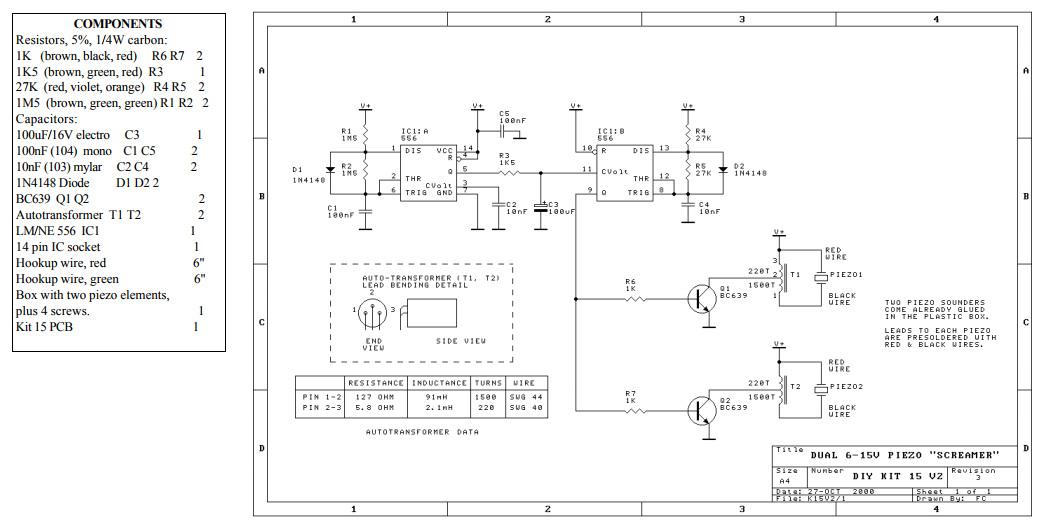 COMPONENTS
Resistors, 5%, 1/4W carbon:
1K (brown, black, red) R6 R7 2
1K5 (brown, green, red) R3 1
27K (red, violet, orange) R4 R5 2
1M5 (brown, green, green) R1 R2 2
Capacitors:
100uF/16V electro C3 1
100nF (104) mono C1 C5 2
10nF (103) mylar C2 C4 2
1N4148 Diode D1 D2 2
BC639 Q1 Q2 2
Autotransformer T1 T2 2
LM/NE 556 IC1 1
14 pin IC socket 1
Hookup wire, red 6"
Hookup wire, green 6"
Box with two piezo elements,
plus 4 screws. 1
Kit 15 PCB 1
1 2 3 4
A
B
C
D
A
B
C
D
V+
R1
1M5
R2
1M5
D1
1N4148
C1
100nF
IC1:A
556
1 DIS VCC 14
R 4
Q 5
2 THR
CVolt 3
6 TRIG GND 7
V+
C5
100nF
R3
1K5
C2
10nF
C3
100uF
V+
IC1:B
556
10 R DIS 13
11 CVolt
THR 12
9 Q TRIG 8
V+
R4
27K
R5
27K
D2
1N4148
C4
10nF
R6
1K
Q1
BC639
V+
3
220T 2 T1
1500T
1
RED
WIRE
PIEZO1
BLACK
WIRE
R7
1K
Q2
BC639
V+
220T T2
1500T
RED
WIRE
PIEZO2
BLACK
WIRE
TWO PIEZO SOUNDERS
COME ALREADY GLUED
IN THE PLASTIC BOX.
LEADS TO EACH PIEZO
ARE PRESOLDERED WITH
RED & BLACK WIRES.
AUTO-TRANSFORMER (T1, T2)
LEAD BENDING DETAIL
2
1 3
END
VIEW
SIDE VIEW
RESISTANCE INDUCTANCE TURNS WIRE
PIN 1-2 127 OHM 91mH 1500 SWG 44
PIN 2-3 5.8 OHM 2.1mH 220 SWG 40
AUTOTRANSFORMER DATA
Title DUAL 6-15V PIEZO "SCREAMER"
Size A4 Number DIY KIT 15 V2 Revision 3
Date: 27-OCT 2000 Sheet 1 of 1
File: K15V2/1 Drawn By: FC
1 2 3 4